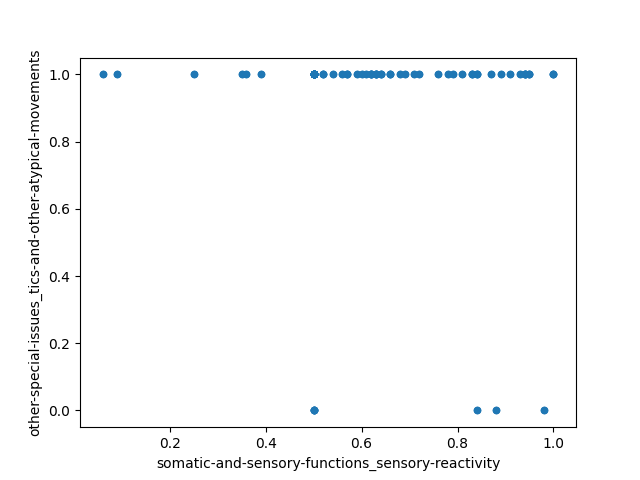 other-special-issues_tics-and-other-atypical-movements
1.0
0.8
0.6
0.4
0.2
0.0
0.2 0.4 0.6 0.8 1.0
somatic-and-sensory-functions_sensory-reactivity